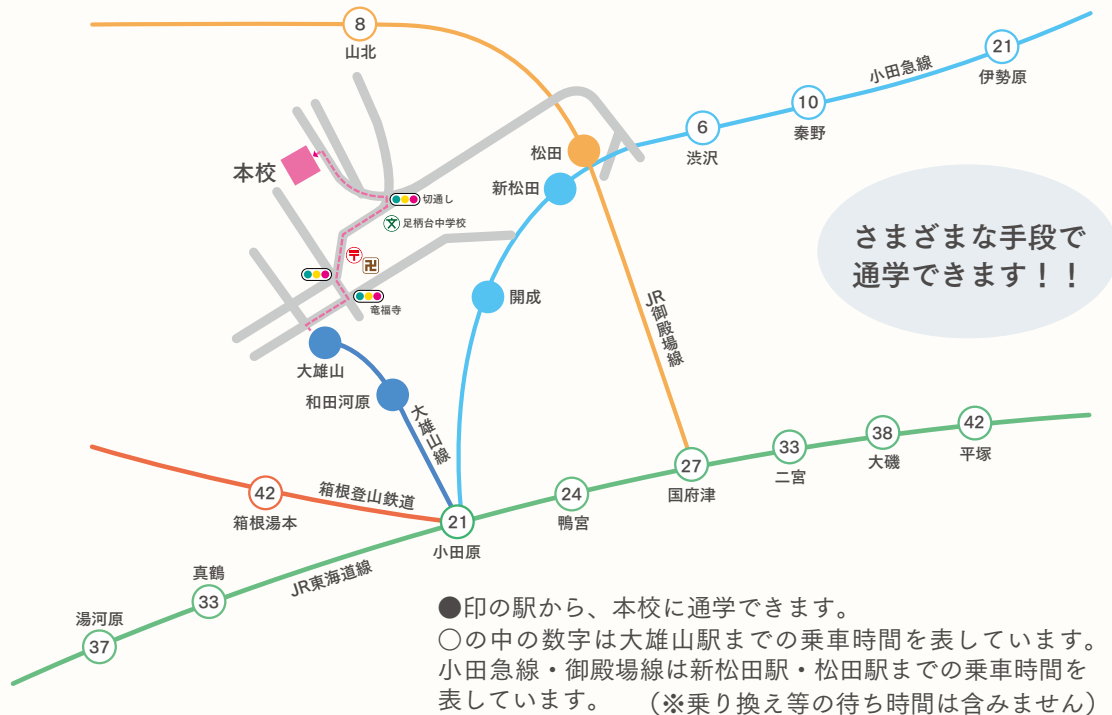 8
山北
21
伊勢原
小田急線
10
秦野
6
渋沢
松田
新松田
本校
切通し
文
足柄台中学校
〒
卍
竜福寺
さまざまな手段で
通学できます！！
開成
JR御殿場線
大雄山
和田河原
大雄山線
42
平塚
38
大磯
33
二宮
27
国府津
24
鴨宮
42
箱根湯本
箱根登山鉄道
21
小田原
JR東海道線
真鶴
33
湯河原
37
●印の駅から、本校に通学できます。
○の中の数字は大雄山駅までの乗車時間を表しています。
小田急線・御殿場線は新松田駅・松田駅までの乗車時間を
表しています。　（※乗り換え等の待ち時間は含みません）